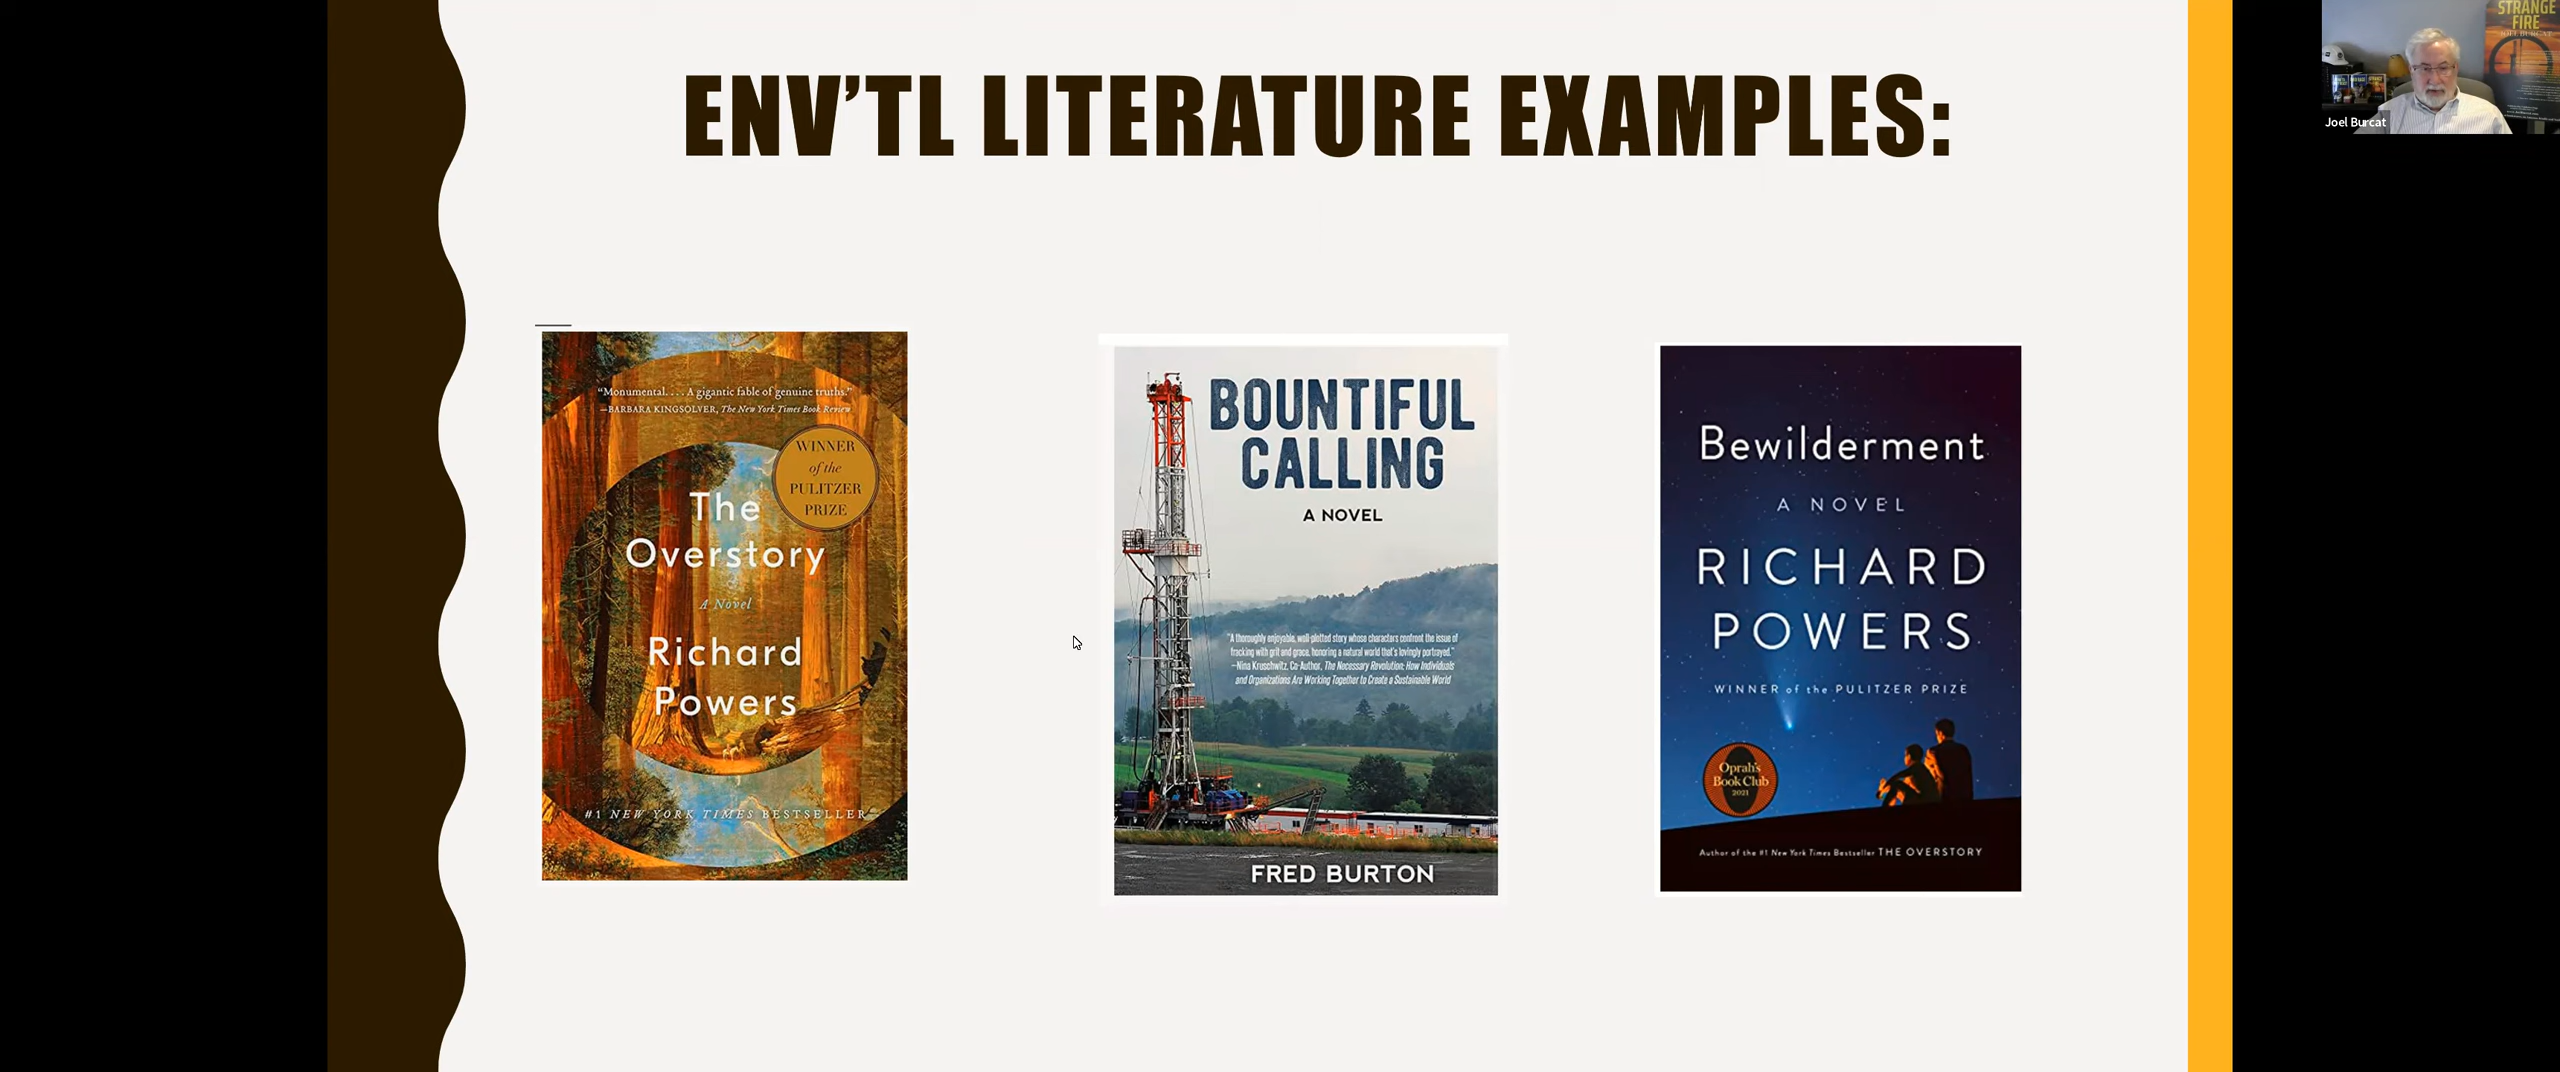 ENV'TL LITERATURE EXAMPLES:
STRANGE
FIRE
JOEL BURCAT
Joel Burcat
“Monumental. . . . A gigantic fable of genuine truths.”
—BARBARA KINGSOLVER, The New York Times Book Review
WINNER
of the
PULITZER
PRIZE
The
Overstory
A Novel
Richard
Powers
#1 NEW YORK TIMES BESTSELLER
BOUNTIFUL
CALLING
A NOVEL
"A thoroughly enjoyable, well-plotted story whose characters confront the issue of
fracking with grit and grace, honoring a natural world that's lovingly portrayed."
—Nina Kruschwitz, Co-Author, The Necessary Revolution: How Individuals
and Organizations Are Working Together to Create a Sustainable World
FRED BURTON
Bewilderment
A NOVEL
RICHARD
POWERS
WINNER of the PULITZER PRIZE
Oprah's
Book Club
2021
Author of the #1 New York Times Bestseller THE OVERSTORY